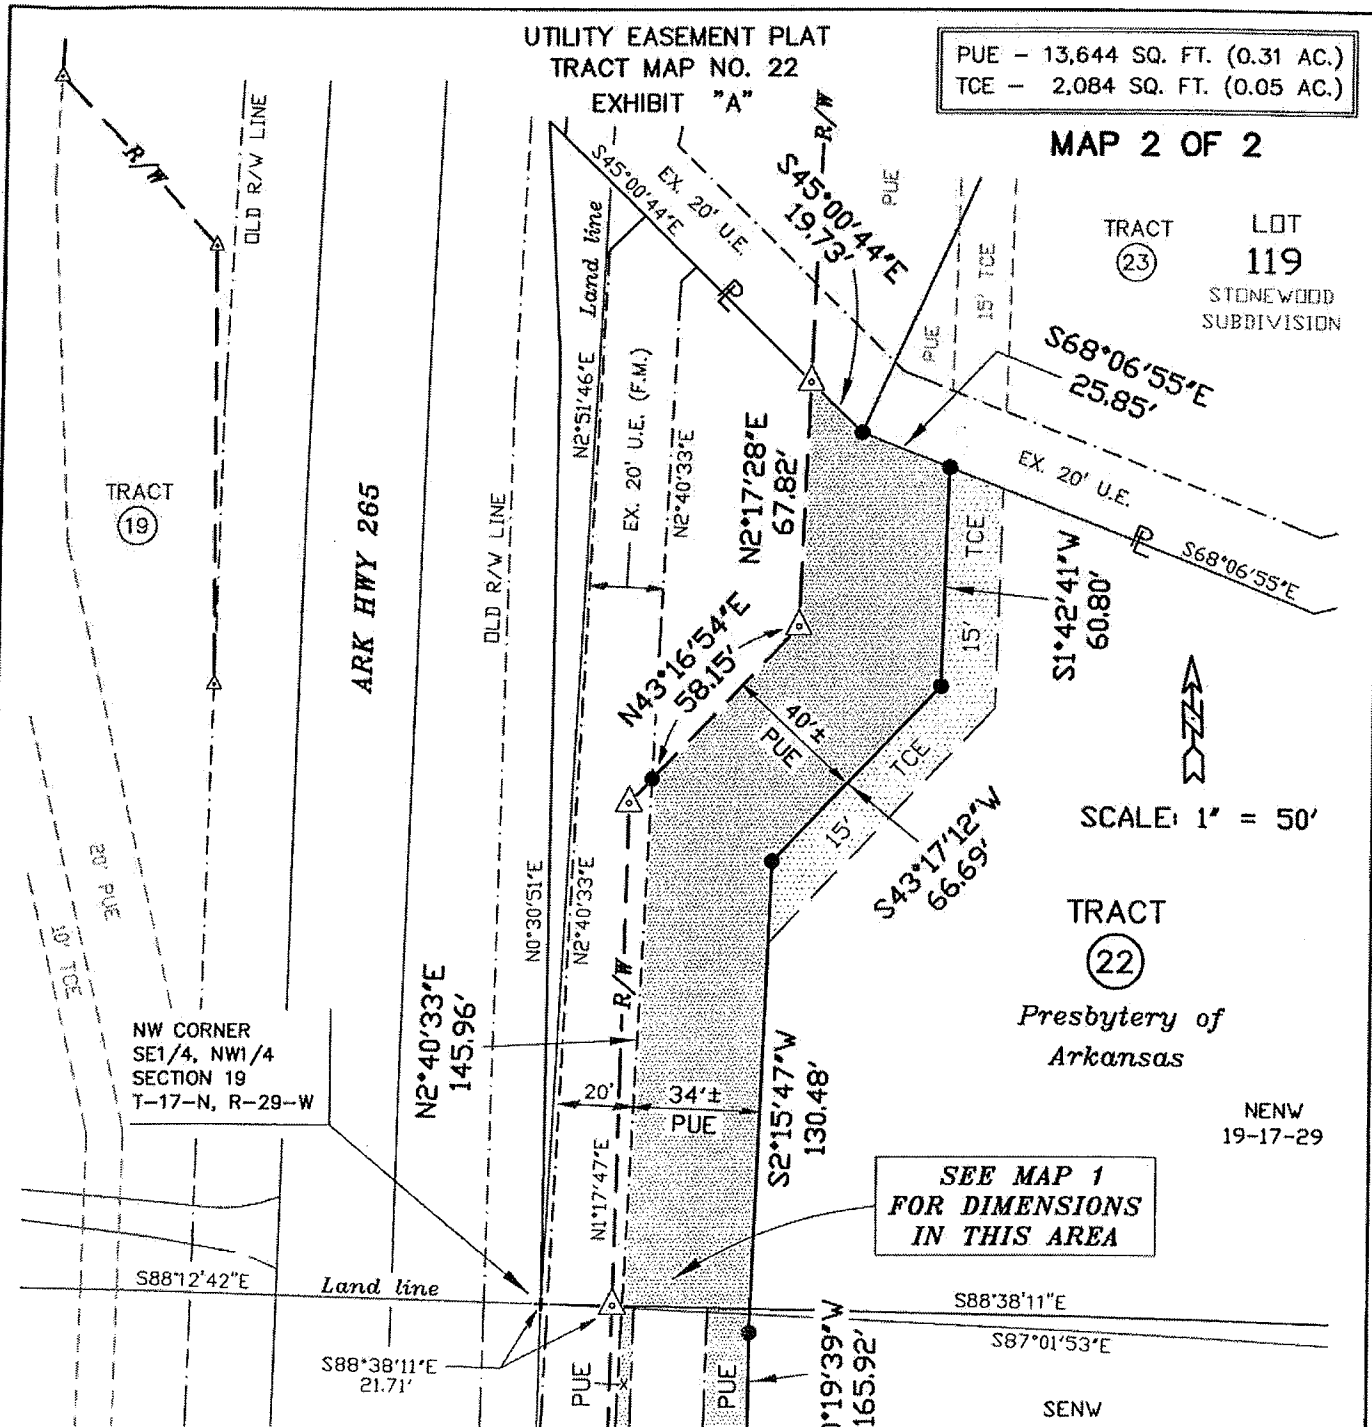 UTILITY EASEMENT PLAT
TRACT MAP NO. 22
EXHIBIT "A"
PUE - 13,644 SQ. FT. (0.31 AC.)
TCE - 2,084 SQ. FT. (0.05 AC.)
MAP 2 OF 2
R/W
OLD R/W LINE
S45°00'44"E
Land line
EX. 20' U.E.
R/W
S45°00'44"E
19.73'
PUE
PUE
15' TCE
TRACT
23
LOT
119
STONEWOOD
SUBDIVISION
S68°06'55"E
25.85'
EX. 20' U.E.
S68°06'55"E
TRACT
19
ARK HWY 265
OLD R/W LINE
N2°51'46"E
EX. 20' U.E. (F.M.)
N2°40'33"E
N2°17'28"E
67.82'
15' TCE
S1°42'41"W
60.80'
N43°16'54"E
58.15'
40'±
PUE
15' TCE
S43°17'12"W
66.69'
SCALE: 1" = 50'
20' PUE
10' TCE
N0°30'51"E
N2°40'33"E
R/W
TRACT
22
Presbytery of
Arkansas
NW CORNER
SE1/4, NW1/4
SECTION 19
T-17-N, R-29-W
N2°40'33"E
145.96'
20'
34'±
PUE
S2°15'47"W
130.48'
NENW
19-17-29
N1°17'47"E
SEE MAP 1
FOR DIMENSIONS
IN THIS AREA
S88°12'42"E
Land line
S88°38'11"E
S87°01'53"E
S88°38'11"E
21.71'
PUE
PUE
0°19'39"W
165.92'
SENW